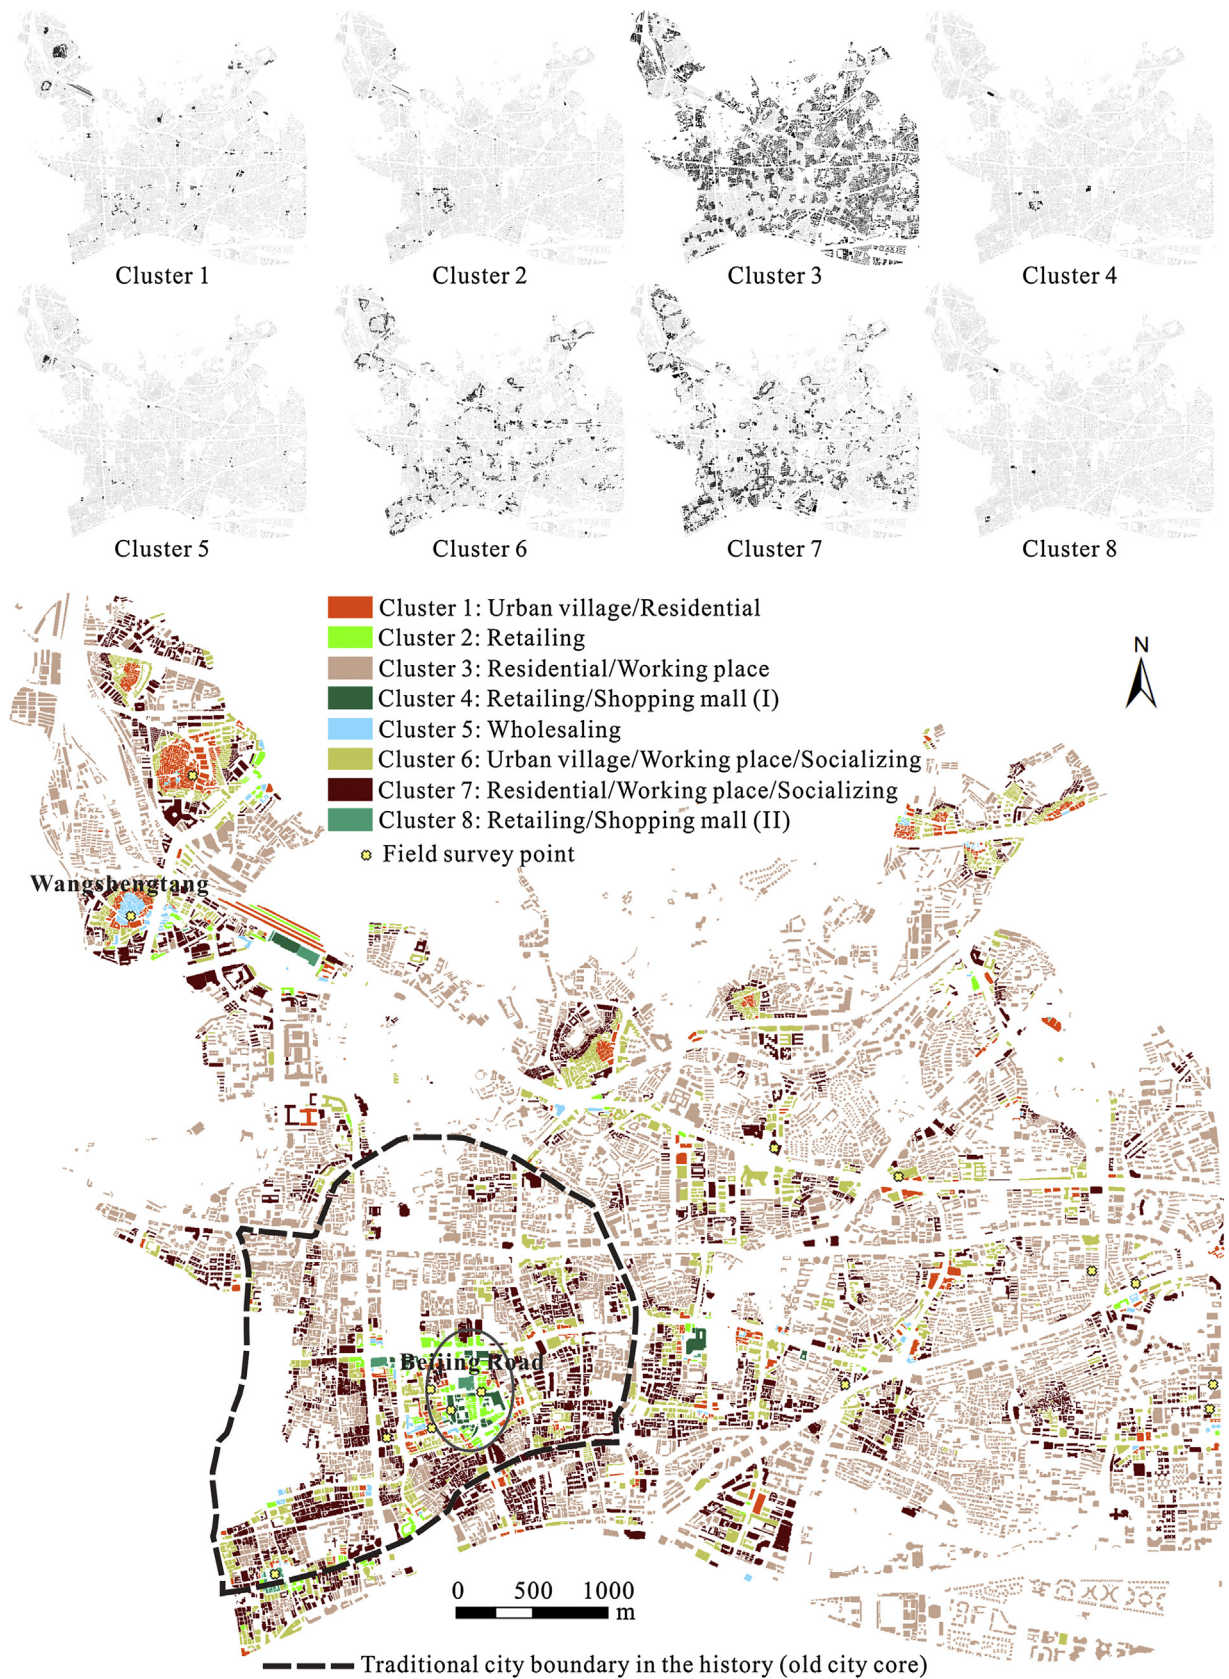 Cluster 1
Cluster 2
Cluster 3
Cluster 4
Cluster 5
Cluster 6
Cluster 7
Cluster 8
Cluster 1: Urban village/Residential
Cluster 2: Retailing
Cluster 3: Residential/Working place
Cluster 4: Retailing/Shopping mall (I)
Cluster 5: Wholesaling
Cluster 6: Urban village/Working place/Socializing
Cluster 7: Residential/Working place/Socializing
Cluster 8: Retailing/Shopping mall (II)
Field survey point
N
Wangshengtang
Beijing Road
0 500 1000
m
Traditional city boundary in the history (old city core)